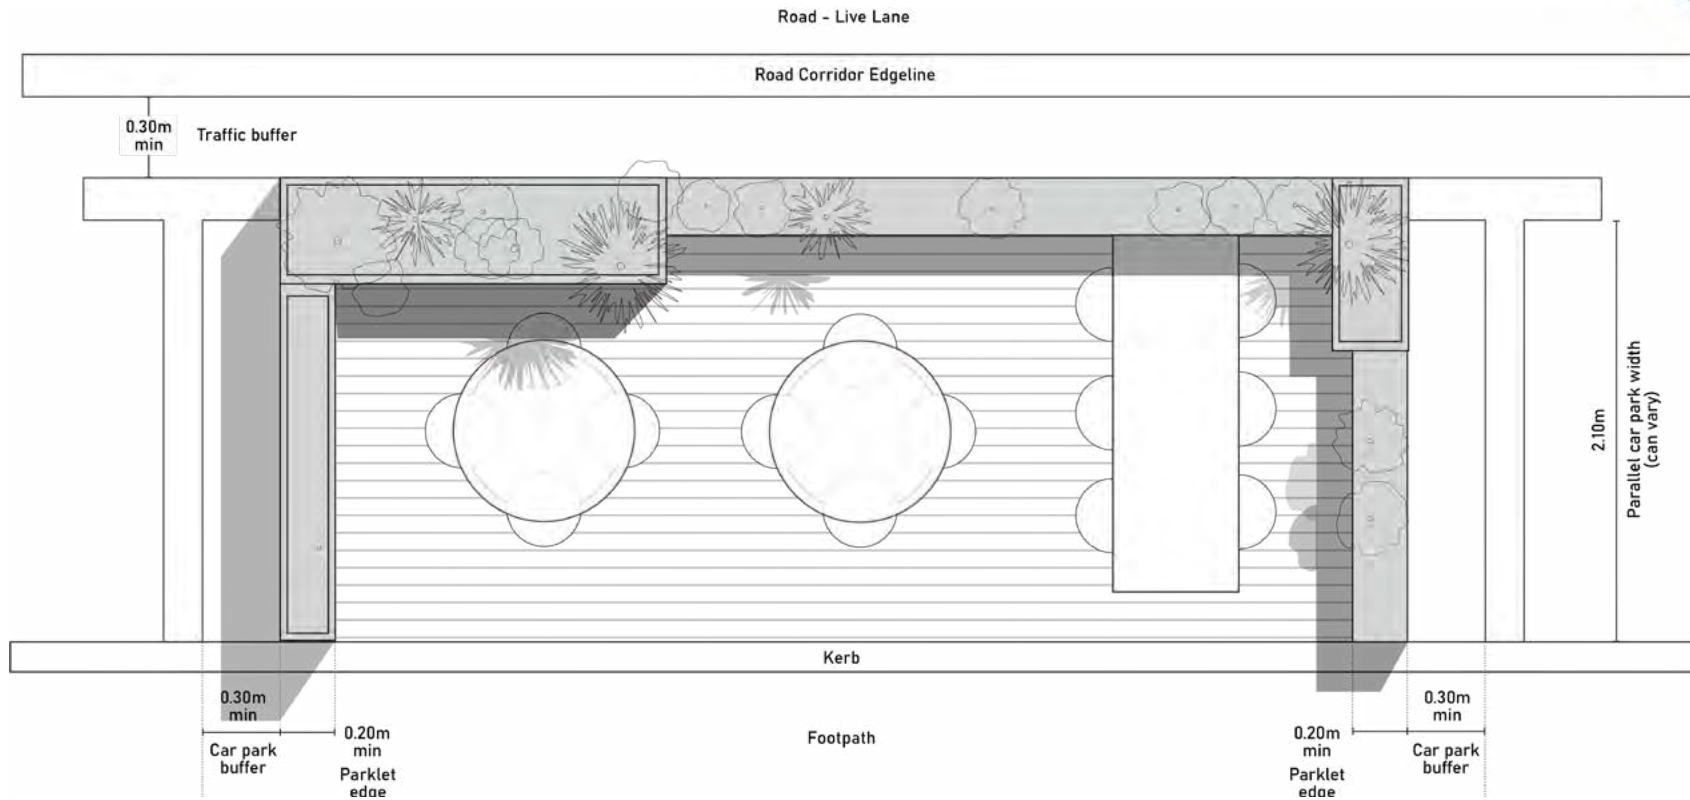 Road - Live Lane
Road Corridor Edgeline
0.30m
min
Traffic buffer
2.10m
Parallel car park width
(can vary)
Kerb
0.30m
min
Car park
buffer
0.20m
min
Parklet
edge
Footpath
0.20m
min
Parklet
edge
0.30m
min
Car park
buffer